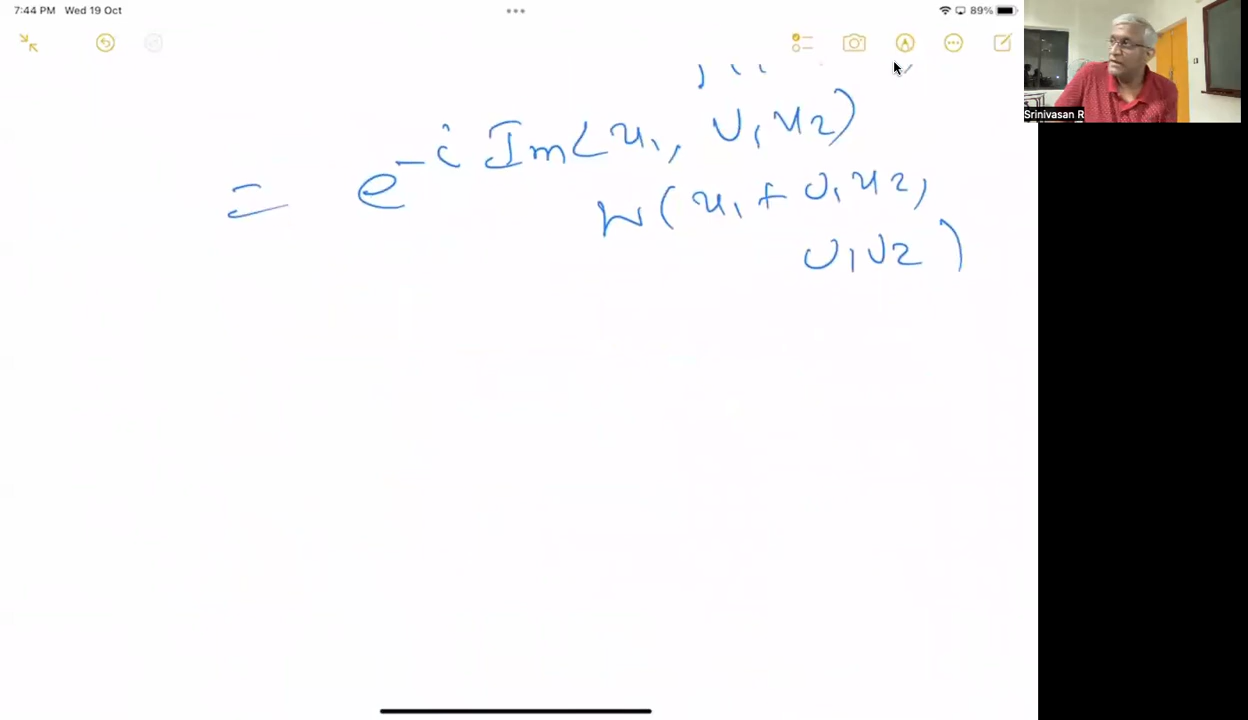 7:44 PM Wed 19 Oct
89%
Srinivasan R
= e^{-i Im⟨u₁, U₁u₂⟩}
W(u₁ + U₁u₂,
U₁U₂)